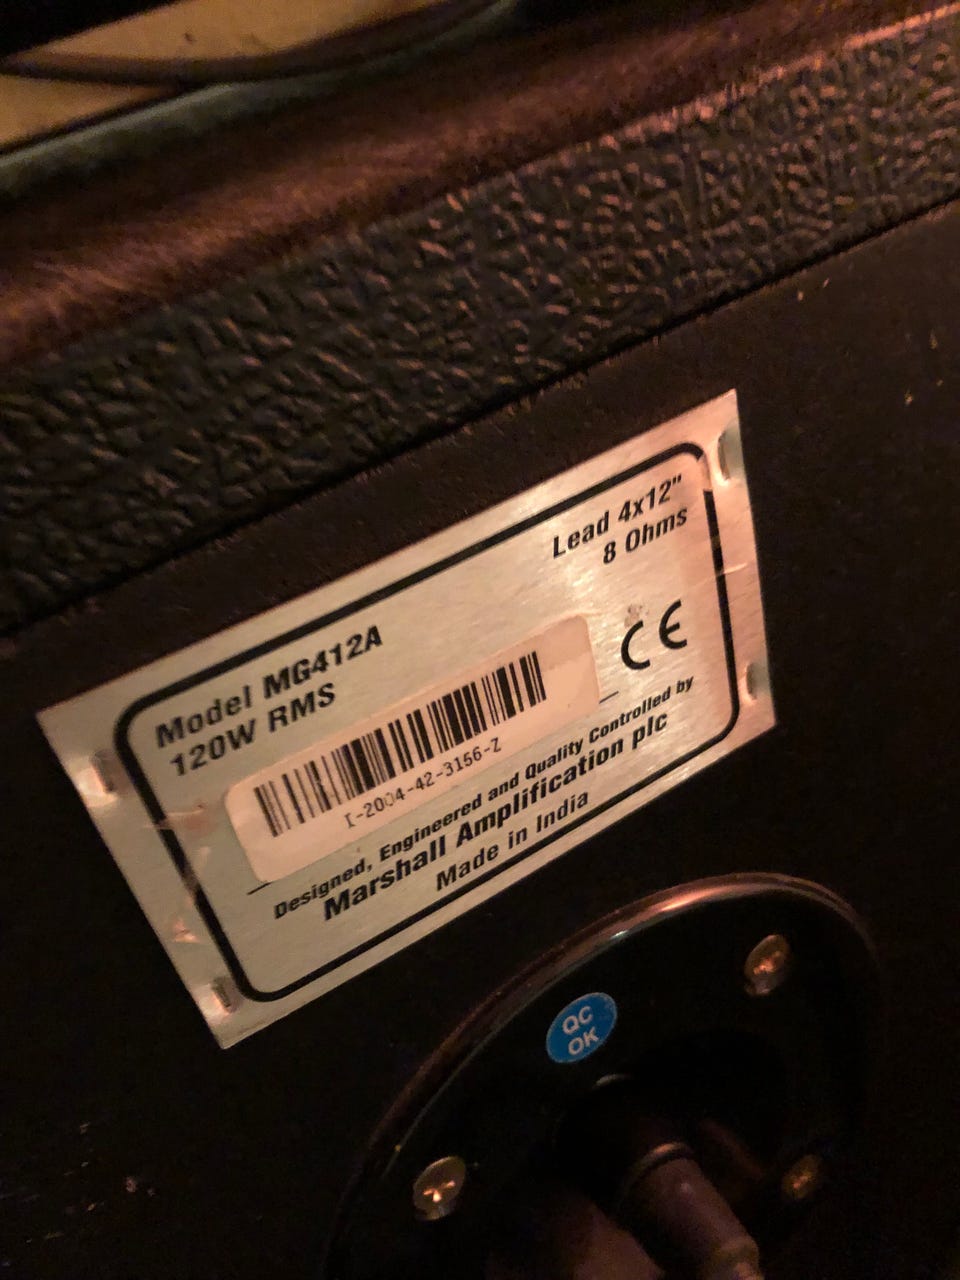 Model MG412A
120W RMS
Lead 4x12"
8 Ohms
CE
I-2004-42-3156-Z
Designed, Engineered and Quality Controlled by
Marshall Amplification plc
Made in India
QC
OK